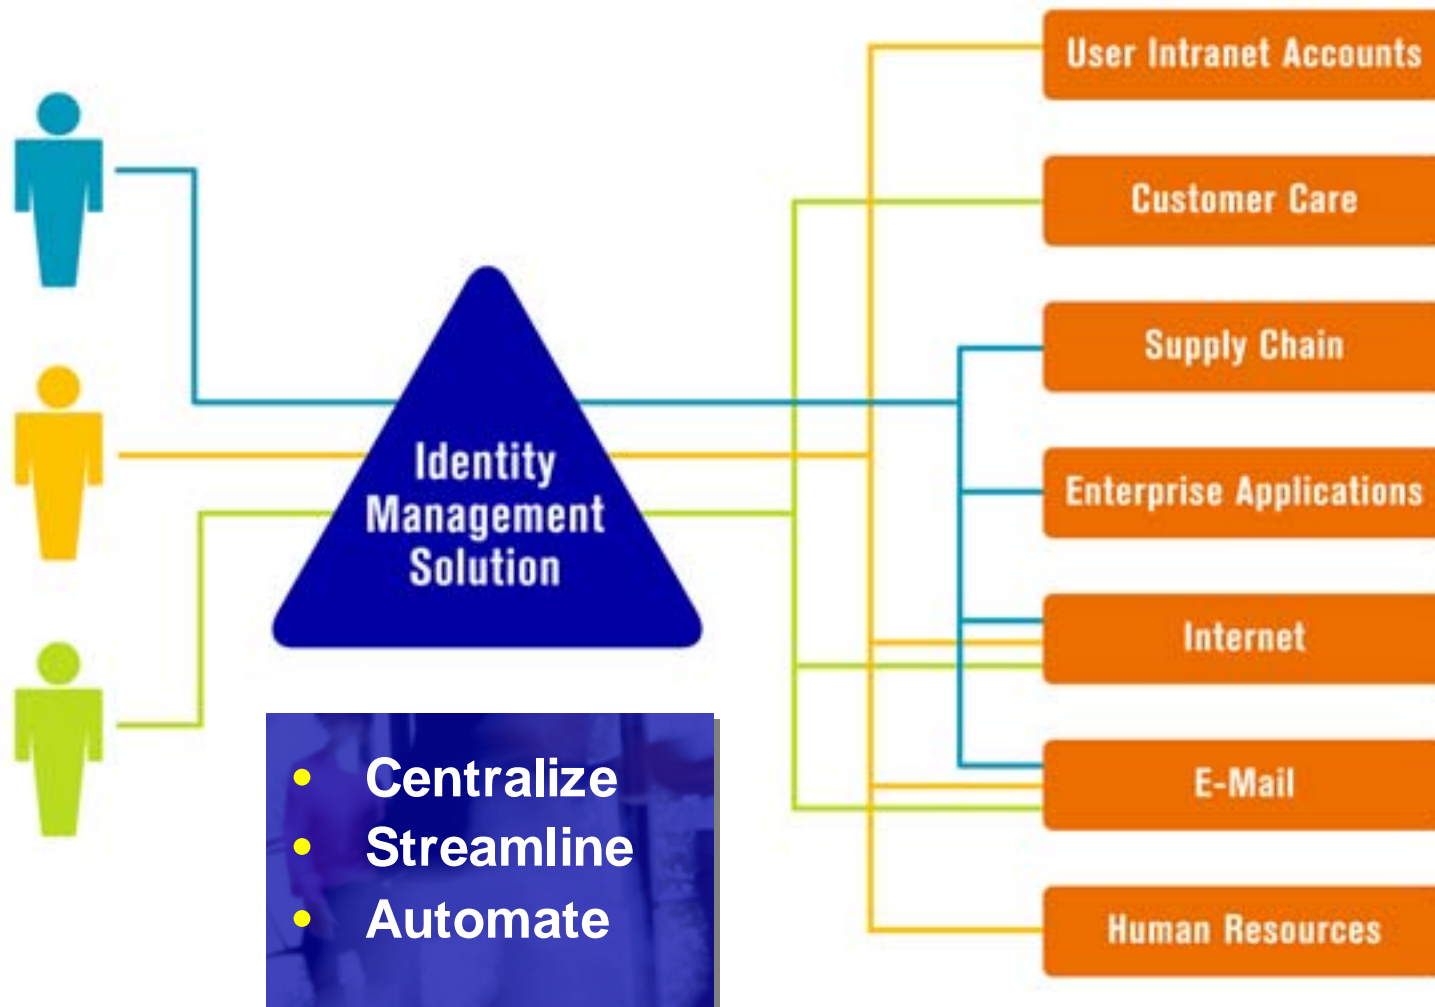 User Intranet Accounts
Customer Care
Supply Chain
Identity
Management
Solution
Enterprise Applications
Internet
E-Mail
Human Resources
• Centralize
• Streamline
• Automate